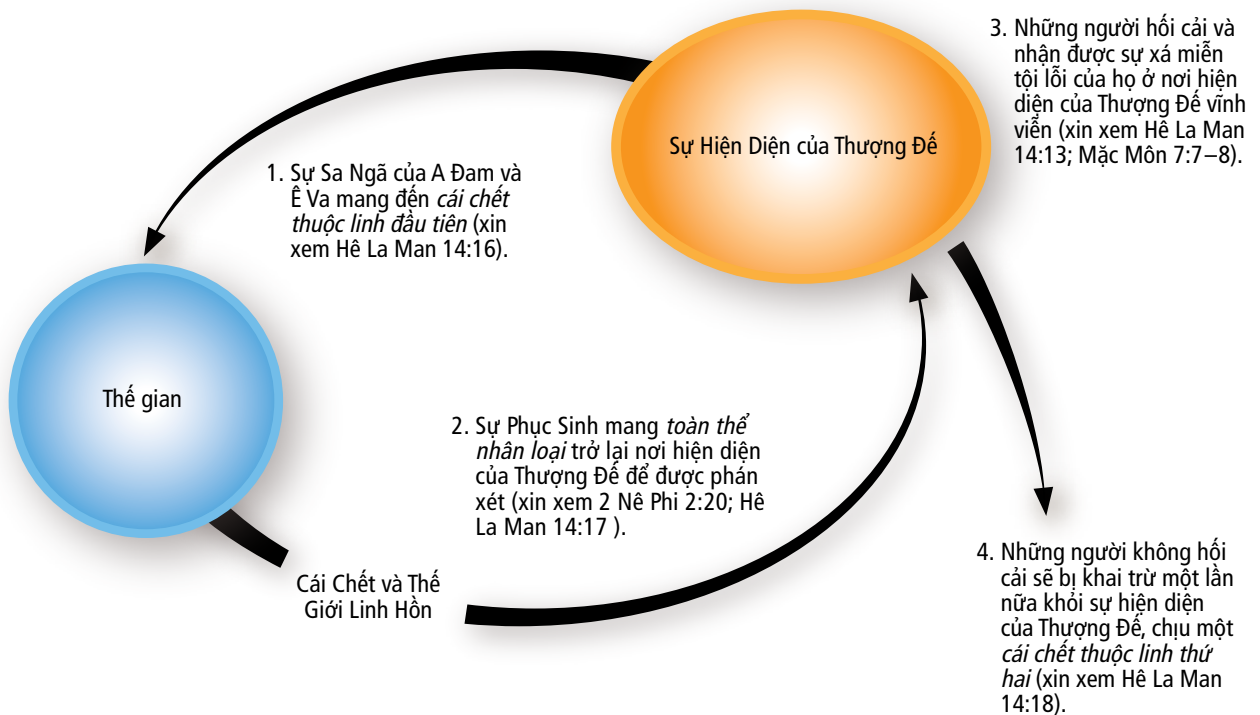 Sự Hiện Diện của Thượng Đế
Thế gian
1. Sự Sa Ngã của A Đam và
Ê Va mang đến cái chết
thuộc linh đầu tiên (xin
xem Hê La Man 14:16).
Cái Chết và Thế
Giới Linh Hồn
2. Sự Phục Sinh mang toàn thể
nhân loại trở lại nơi hiện diện
của Thượng Đế để được phán
xét (xin xem 2 Nê Phi 2:20; Hê
La Man 14:17 ).
3. Những người hối cải và
nhận được sự xá miễn
tội lỗi của họ ở nơi hiện
diện của Thượng Đế vĩnh
viễn (xin xem Hê La Man
14:13; Mặc Môn 7:7–8).
4. Những người không hối
cải sẽ bị khai trừ một lần
nữa khỏi sự hiện diện
của Thượng Đế, chịu một
cái chết thuộc linh thứ
hai (xin xem Hê La Man
14:18).